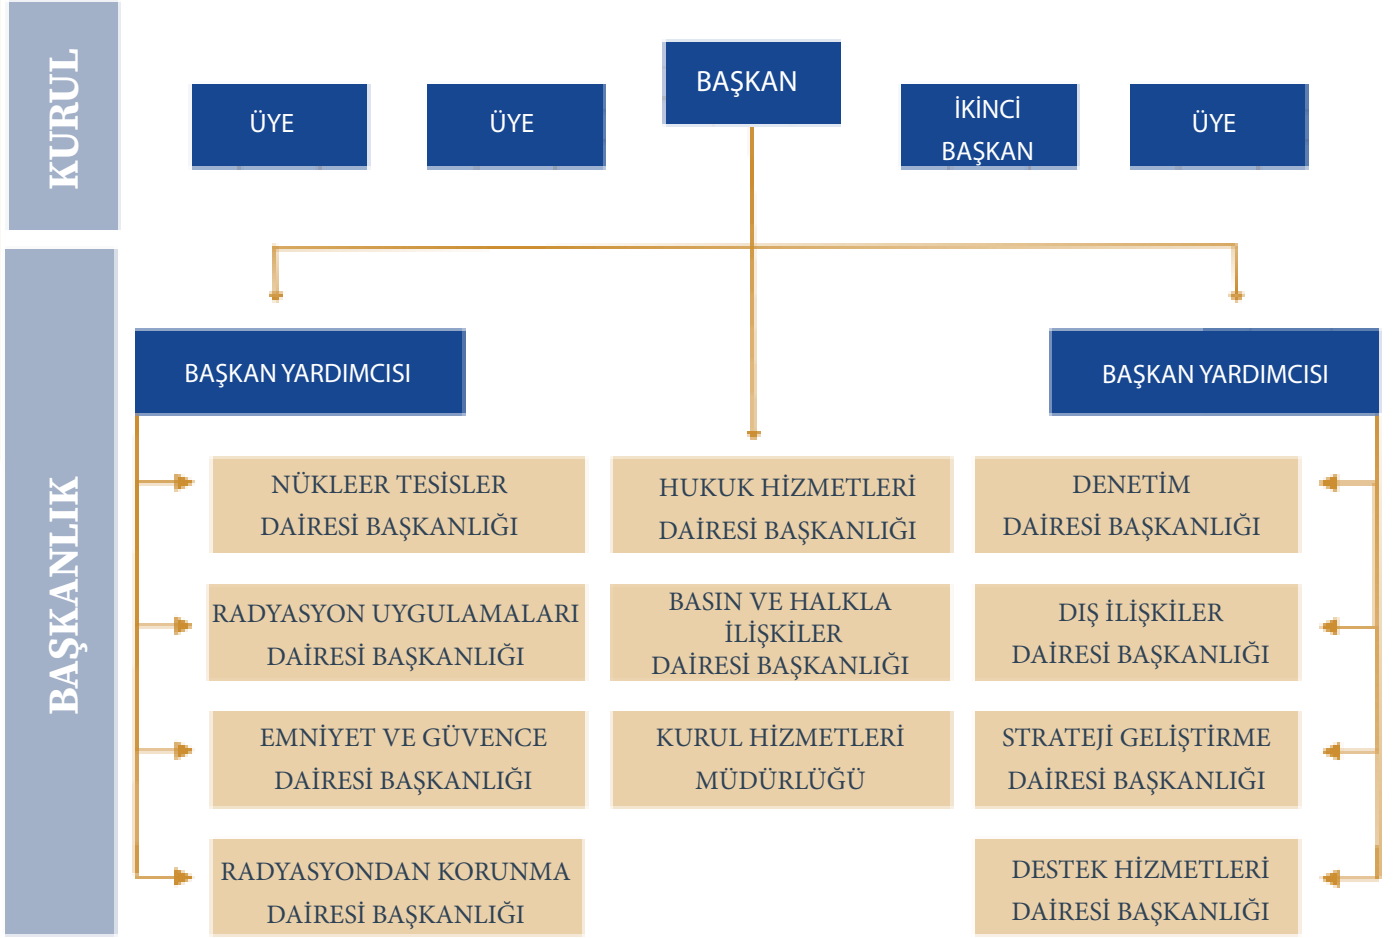 KURUL
ÜYE
ÜYE
BAŞKAN
İKİNCİ
BAŞKAN
ÜYE
BAŞKANLIK
BAŞKAN YARDIMCISI
BAŞKAN YARDIMCISI
NÜKLEER TESİSLER
DAİRESİ BAŞKANLIĞI
HUKUK HİZMETLERİ
DAİRESİ BAŞKANLIĞI
DENETİM
DAİRESİ BAŞKANLIĞI
RADYASYON UYGULAMALARI
DAİRESİ BAŞKANLIĞI
BASIN VE HALKLA
İLİŞKİLER
DAİRESİ BAŞKANLIĞI
DIŞ İLİŞKİLER
DAİRESİ BAŞKANLIĞI
EMNİYET VE GÜVENCE
DAİRESİ BAŞKANLIĞI
KURUL HİZMETLERİ
MÜDÜRLÜĞÜ
STRATEJİ GELİŞTİRME
DAİRESİ BAŞKANLIĞI
RADYASYONDAN KORUNMA
DAİRESİ BAŞKANLIĞI
DESTEK HİZMETLERİ
DAİRESİ BAŞKANLIĞI